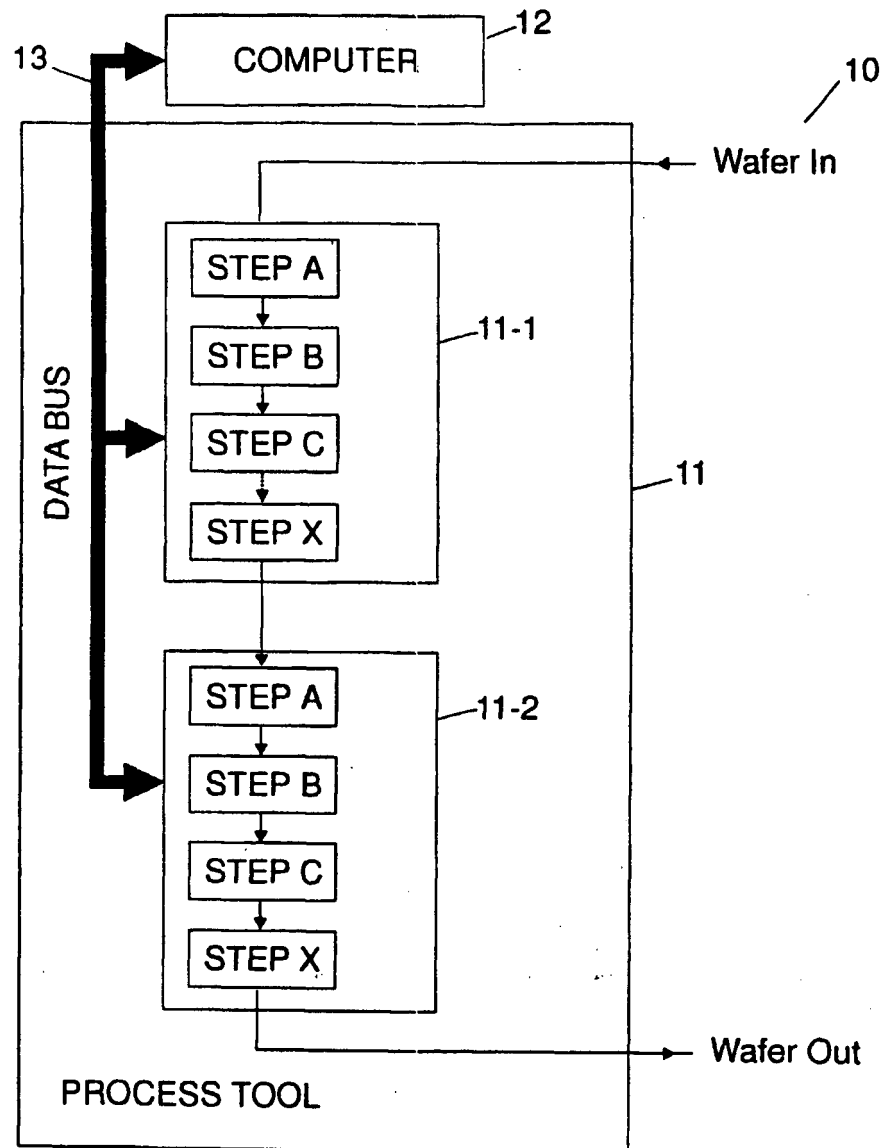 12
13
COMPUTER
10
Wafer In
STEP A
STEP B
11-1
STEP C
STEP X
DATA BUS
11
STEP A
11-2
STEP B
STEP C
STEP X
Wafer Out
PROCESS TOOL